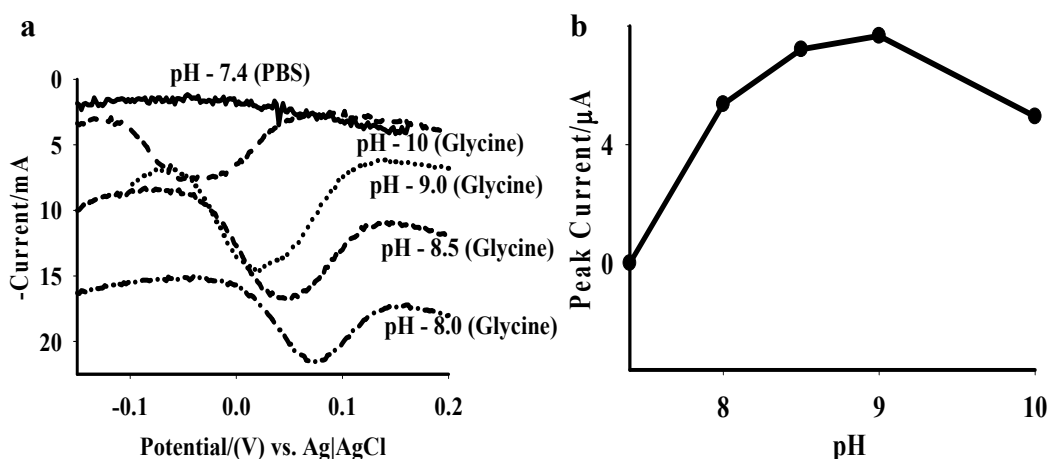 a
0
5
10
15
20
-Current/mA
pH - 7.4 (PBS)
pH - 10 (Glycine)
pH - 9.0 (Glycine)
pH - 8.5 (Glycine)
pH - 8.0 (Glycine)
-0.1
0.0
0.1
0.2
Potential/(V) vs. Ag|AgCl
b
4
0
Peak Current/µA
8
9
10
pH